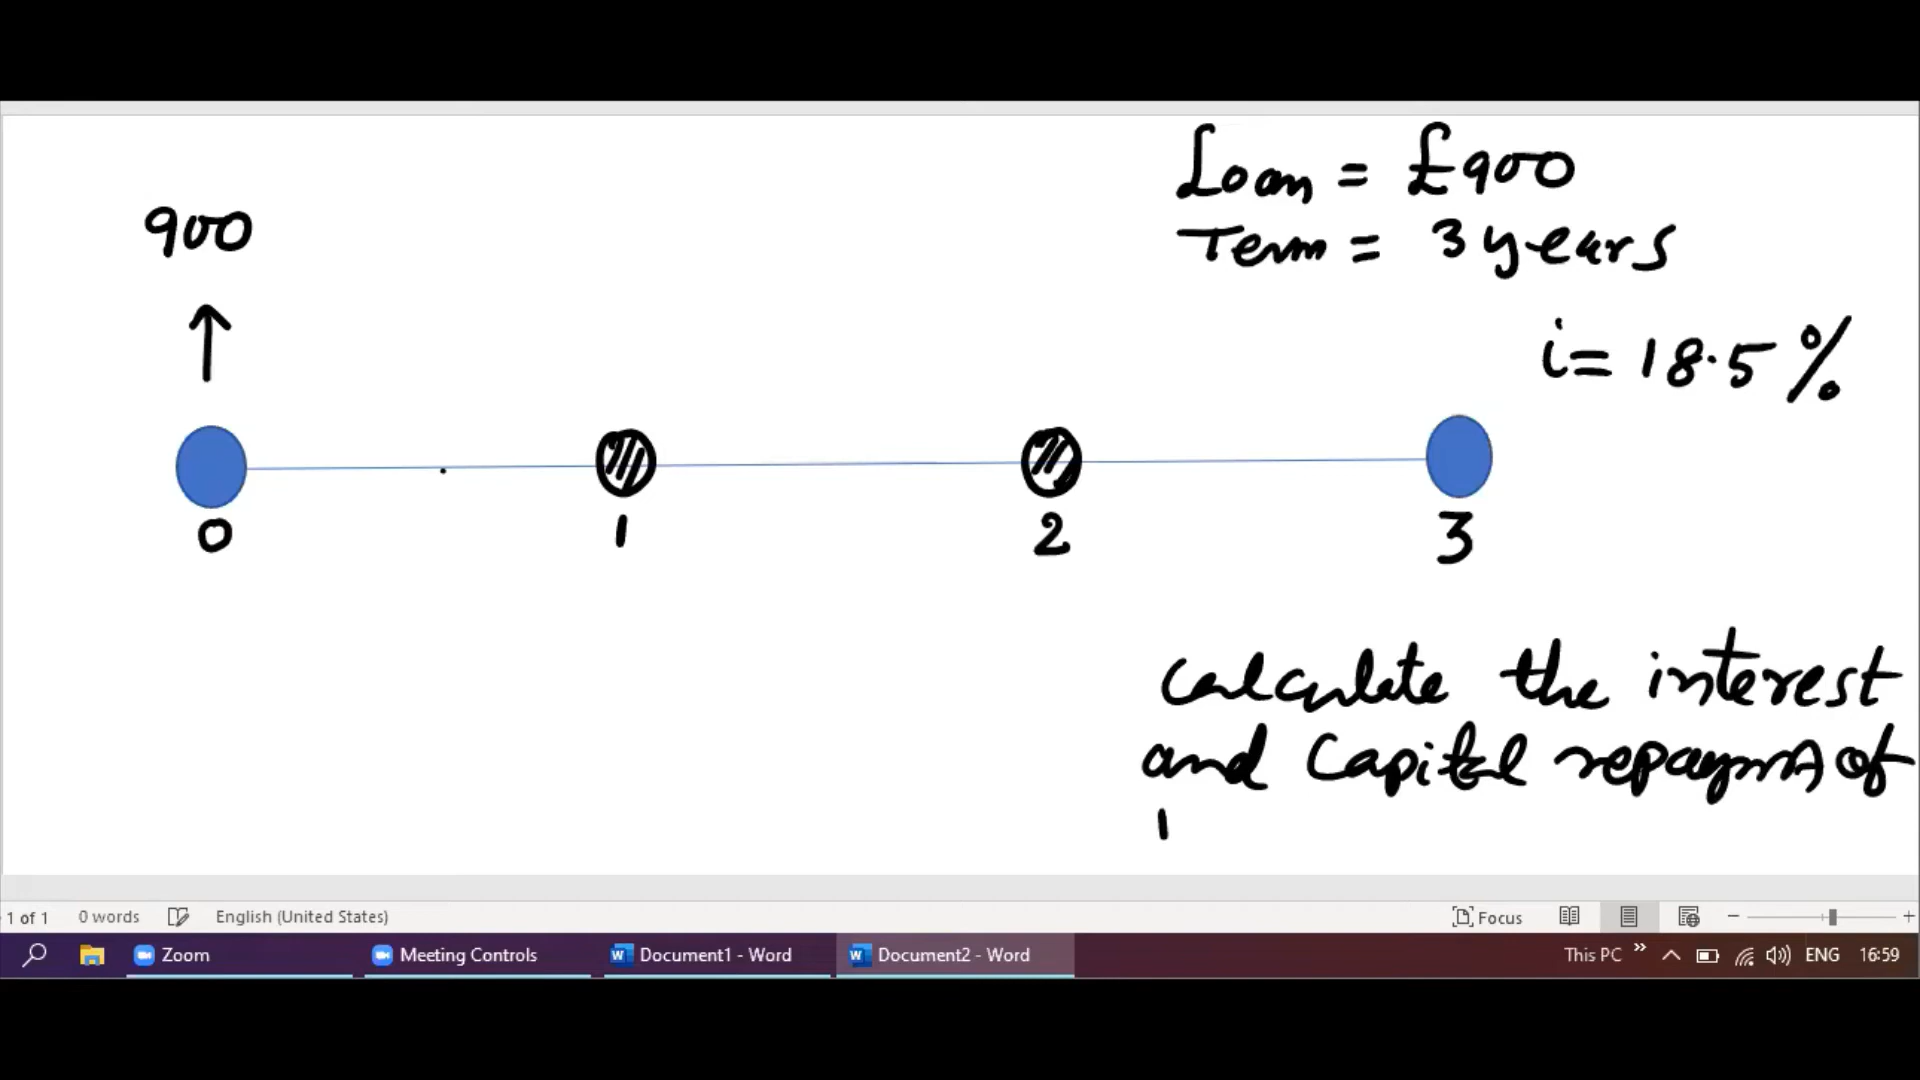 Loan = £900
Term = 3 years
900
i = 18.5 %
0 1 2 3
calculate the interest
and Capital of
1
1 of 1 0 words English (United States) Focus
Zoom Meeting Controls Document1 - Word Document2 - Word This PC ENG 16:59